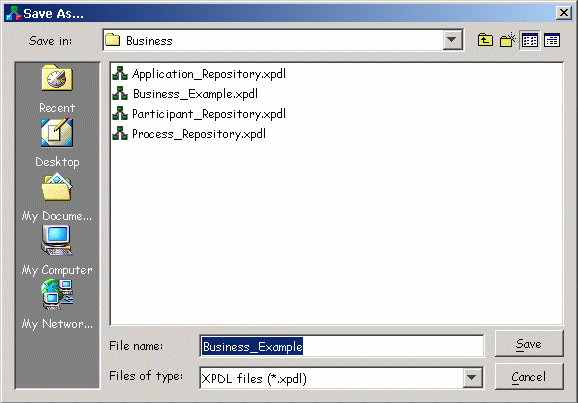 Save As...
Save in: Business
Recent
Desktop
My Docume...
My Computer
My Networ...
Application_Repository.xpdl
Business_Example.xpdl
Participant_Repository.xpdl
Process_Repository.xpdl
File name: Business_Example Save
Files of type: XPDL files (*.xpdl) Cancel